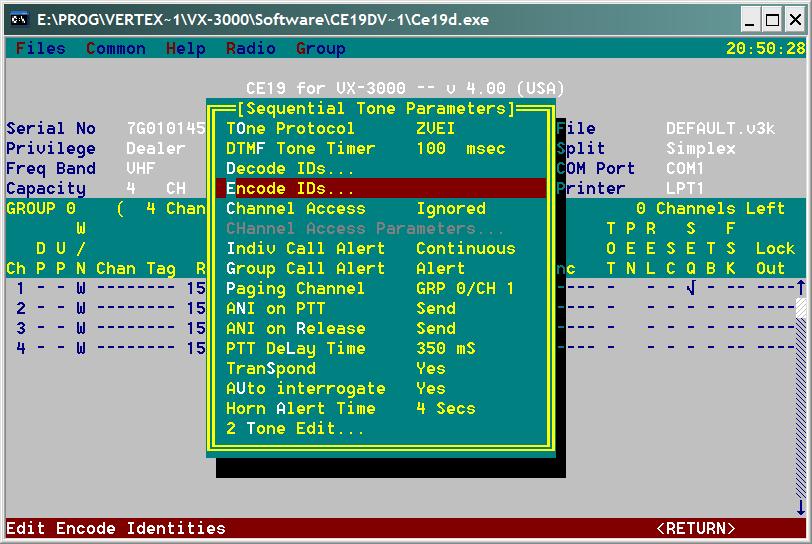 E:\PROG\VERTEX~1\VX-3000\Software\CE19DV~1\Ce19d.exe
Files Common Help Radio Group 20:50:28
CE19 for VX-3000 -- v 4.00 (USA)
[Sequential Tone Parameters]
Serial No 7G010145 TOne Protocol ZVEI File DEFAULT.v3k
Privilege Dealer DTMF Tone Timer 100 msec Split Simplex
Freq Band VHF Decode IDs... COM Port COM1
Capacity 4 CH Encode IDs... Printer LPT1
GROUP 0 ( 4 Chan Channel Access Ignored 0 Channels Left
W CHannel Access Parameters... T P R S F
D U / Indiv Call Alert Continuous O E E S E T S Lock
Ch P P N Chan Tag R Group Call Alert Alert nc T N L C Q B K Out
1 - - W ----- 15 Paging Channel GRP 0/CH 1 - - - - √ - - ----
2 - - W ----- 15 ANI on PTT Send - - - - - - - ----
3 - - W ----- 15 ANI on Release Send - - - - - - - ----
4 - - W ----- 15 PTT DeLay Time 350 mS - - - - - - - ----
TranSpond Yes
AUto interrogate Yes
Horn Alert Time 4 Secs
2 Tone Edit...
Edit Encode Identities <RETURN>